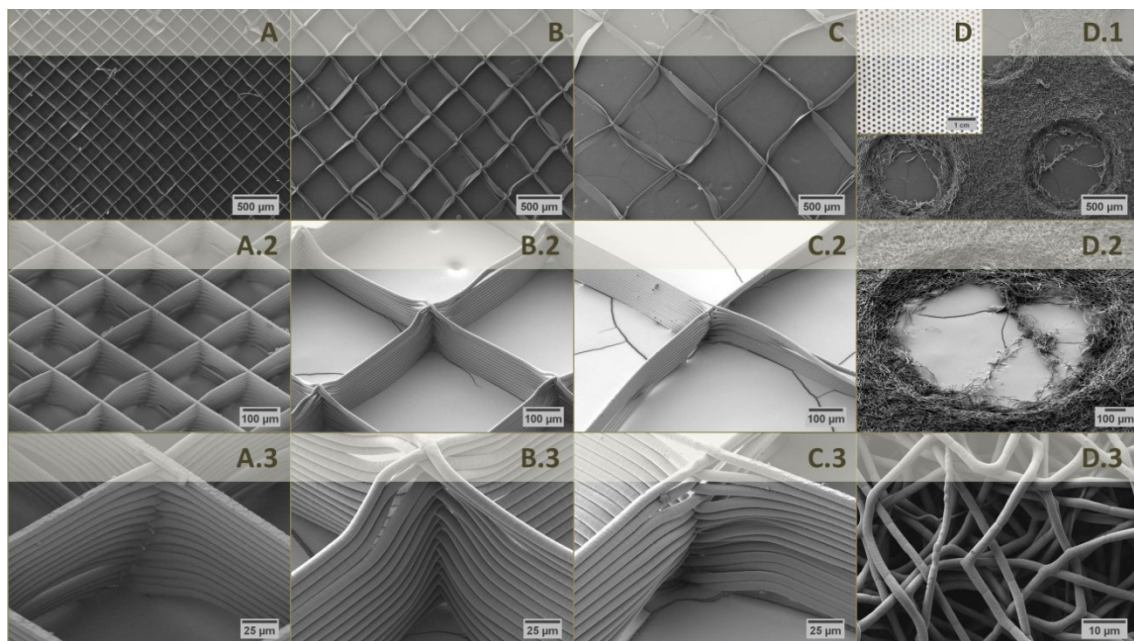 A
B
C
D
D.1
500 µm
500 µm
500 µm
1 cm
500 µm
A.2
B.2
C.2
D.2
100 µm
100 µm
100 µm
100 µm
A.3
B.3
C.3
D.3
25 µm
25 µm
25 µm
10 µm